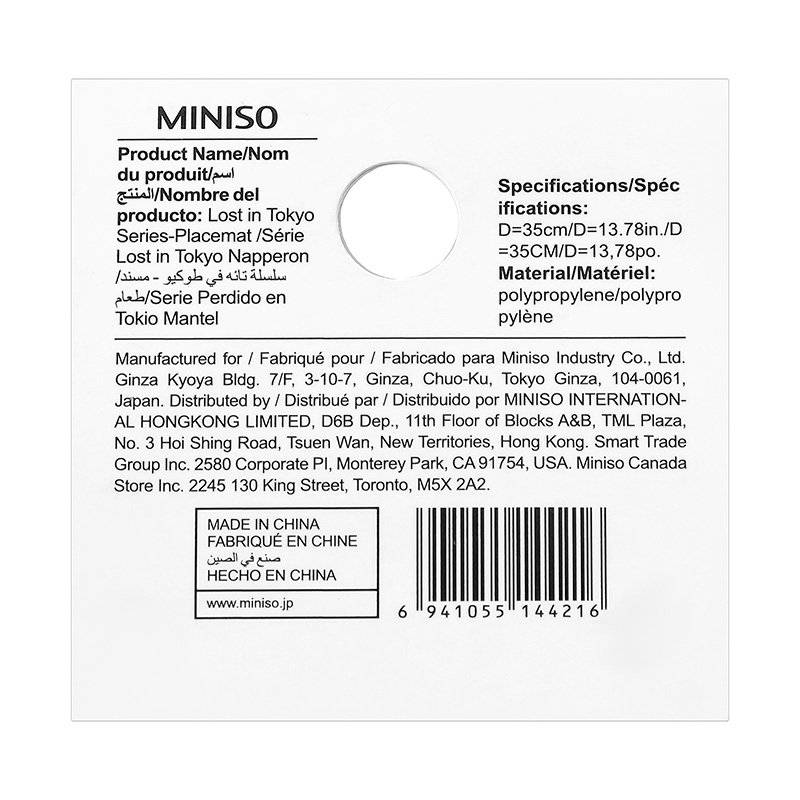 MINISO
Product Name/Nom
du produit/اسم
المنتج/Nombre del
producto: Lost in Tokyo
Series-Placemat /Série
Lost in Tokyo Napperon
/سلسلة تائه في طوكيو - مسند
طعام/Serie Perdido en
Tokio Mantel
Specifications/Spéc
ifications:
D=35cm/D=13.78in./D
=35CM/D=13,78po.
Material/Matériel:
polypropylene/polypro
pylène
Manufactured for / Fabriqué pour / Fabricado para Miniso Industry Co., Ltd.
Ginza Kyoya Bldg. 7/F, 3-10-7, Ginza, Chuo-Ku, Tokyo Ginza, 104-0061,
Japan. Distributed by / Distribué par / Distribuido por MINISO INTERNATION-
AL HONGKONG LIMITED, D6B Dep., 11th Floor of Blocks A&B, TML Plaza,
No. 3 Hoi Shing Road, Tsuen Wan, New Territories, Hong Kong. Smart Trade
Group Inc. 2580 Corporate Pl, Monterey Park, CA 91754, USA. Miniso Canada
Store Inc. 2245 130 King Street, Toronto, M5X 2A2.
MADE IN CHINA
FABRIQUÉ EN CHINE
صنع في الصين
HECHO EN CHINA
www.miniso.jp
6 941055 144216